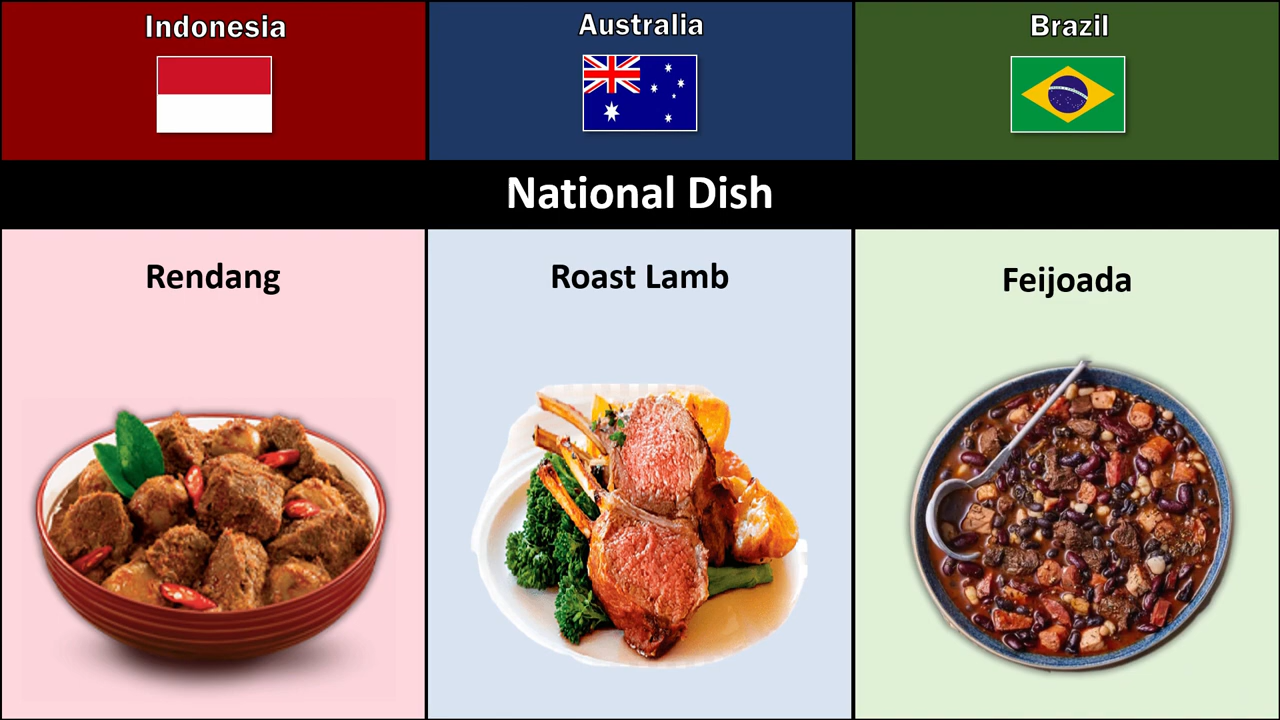 Indonesia
Australia
Brazil
National Dish
Rendang
Roast Lamb
Feijoada